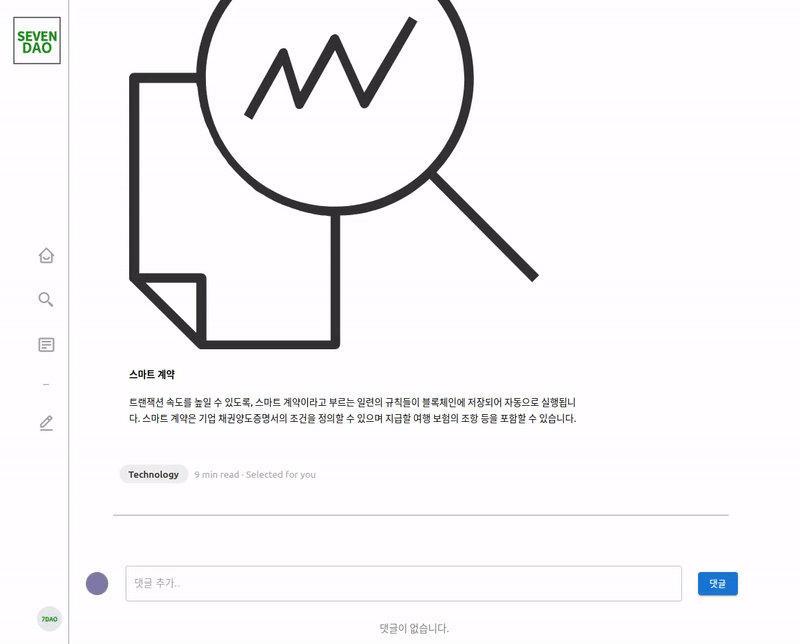 SEVEN
DAO
스마트 계약
트랜잭션 속도를 높일 수 있도록, 스마트 계약이라고 부르는 일련의 규칙들이 블록체인에 저장되어 자동으로 실행됩니
다. 스마트 계약은 기업 채권양도증명서의 조건을 정의할 수 있으며 지급할 여행 보험의 조항 등을 포함할 수 있습니다.
Technology 9 min read · Selected for you
댓글 추가.. 댓글
7DAO
댓글이 없습니다.